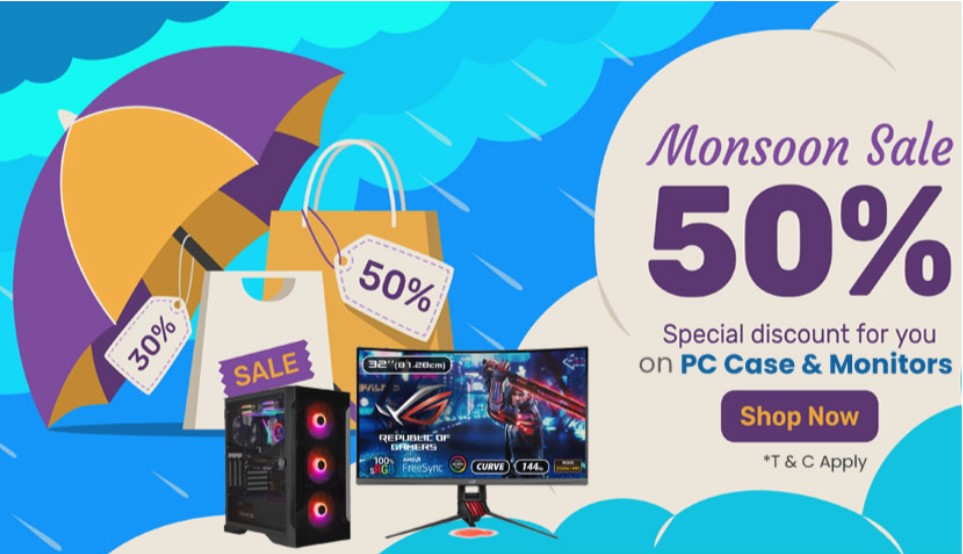 Monsoon Sale
50%
Special discount for you
on PC Case & Monitors
Shop Now
*T & C Apply
50%
30%
SALE
32"(81.28cm)
REPUBLIC OF
GAMERS
100%
sRGB
AMD
FreeSync
CURVE
144Hz